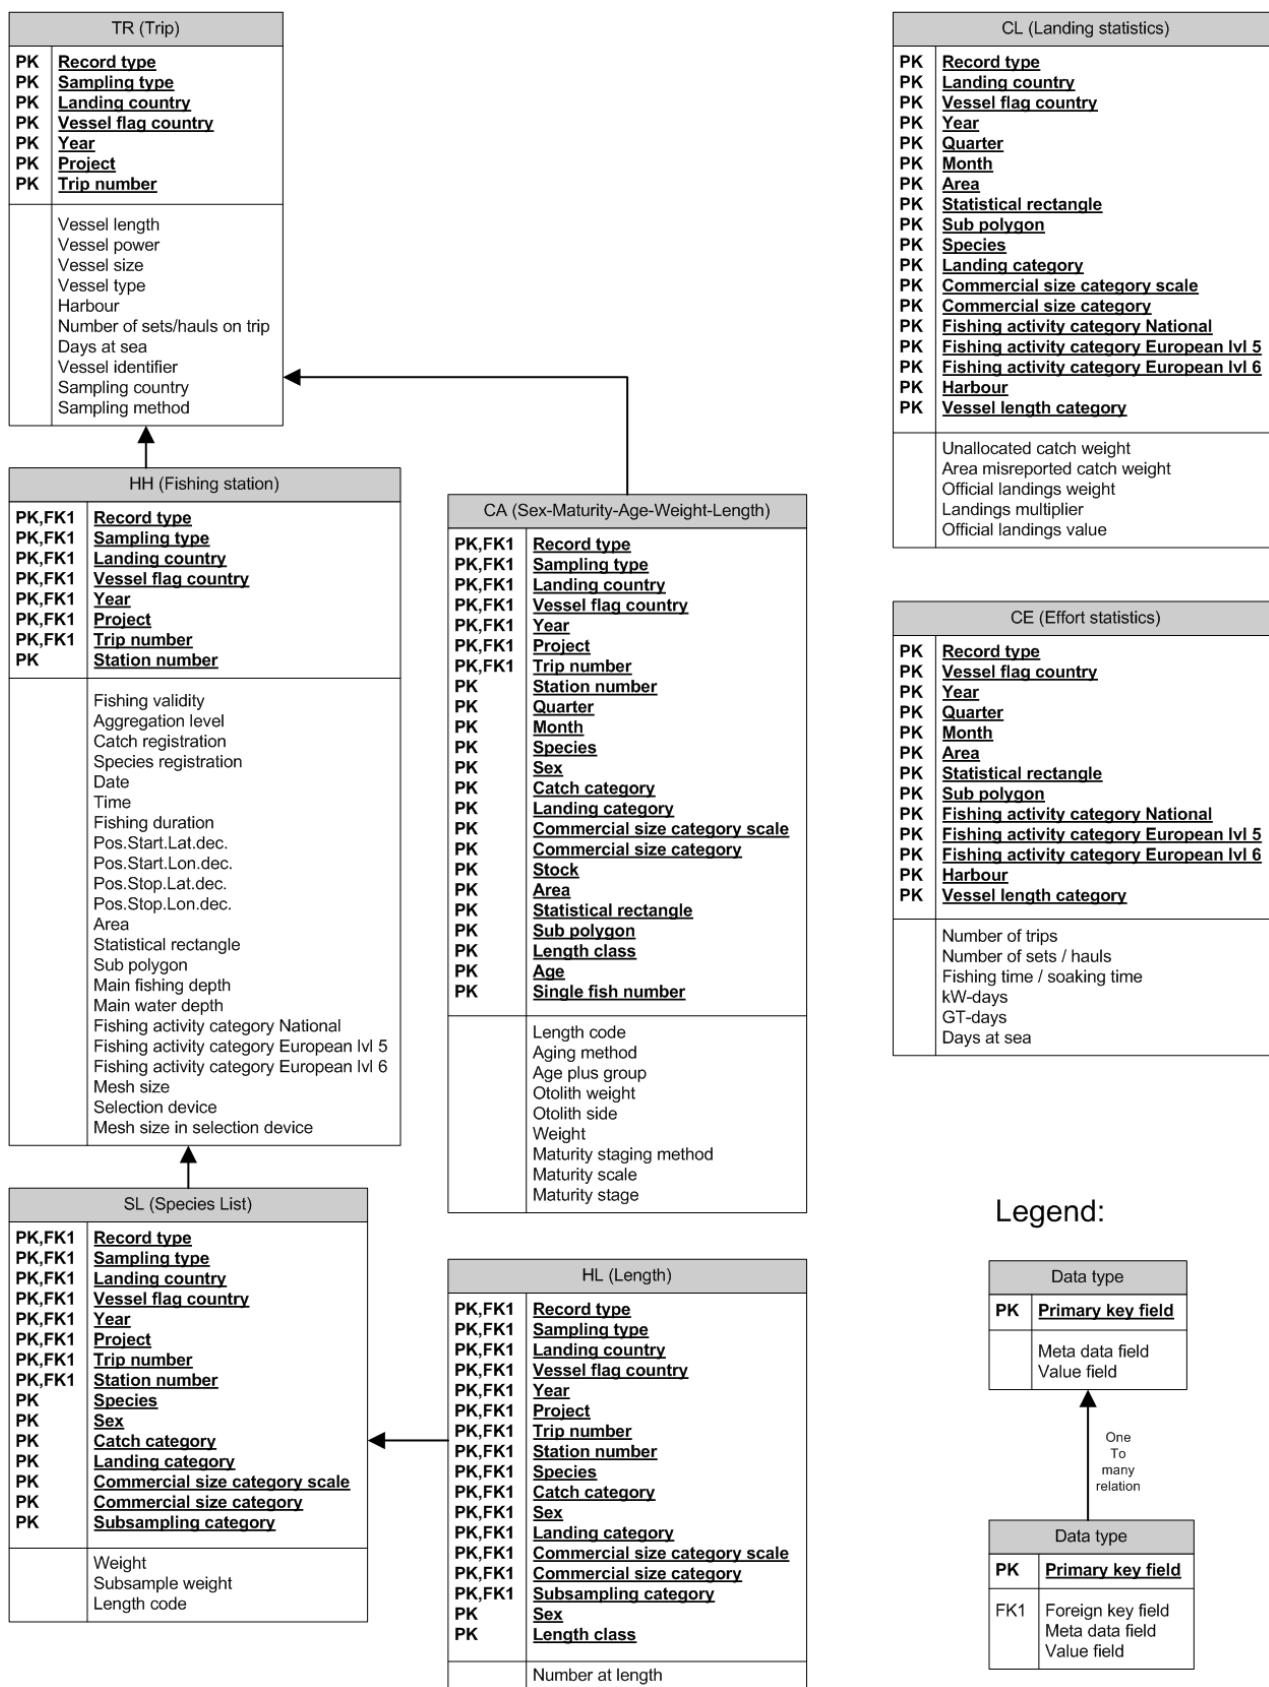 TR (Trip)
PK Record type
PK Sampling type
PK Landing country
PK Vessel flag country
PK Year
PK Project
PK Trip number
Vessel length
Vessel power
Vessel size
Vessel type
Harbour
Number of sets/hauls on trip
Days at sea
Vessel identifier
Sampling country
Sampling method
HH (Fishing station)
PK,FK1 Record type
PK,FK1 Sampling type
PK,FK1 Landing country
PK,FK1 Vessel flag country
PK,FK1 Year
PK,FK1 Project
PK,FK1 Trip number
PK Station number
Fishing validity
Aggregation level
Catch registration
Species registration
Date
Time
Fishing duration
Pos.Start.Lat.dec.
Pos.Start.Lon.dec.
Pos.Stop.Lat.dec.
Pos.Stop.Lon.dec.
Area
Statistical rectangle
Sub polygon
Main fishing depth
Main water depth
Fishing activity category National
Fishing activity category European lvl 5
Fishing activity category European lvl 6
Mesh size
Selection device
Mesh size in selection device
SL (Species List)
PK,FK1 Record type
PK,FK1 Sampling type
PK,FK1 Landing country
PK,FK1 Vessel flag country
PK,FK1 Year
PK,FK1 Project
PK,FK1 Trip number
PK,FK1 Station number
PK Species
PK Sex
PK Catch category
PK Landing category
PK Commercial size category scale
PK Commercial size category
PK Subsampling category
Weight
Subsample weight
Length code
CA (Sex-Maturity-Age-Weight-Length)
PK,FK1 Record type
PK,FK1 Sampling type
PK,FK1 Landing country
PK,FK1 Vessel flag country
PK,FK1 Year
PK,FK1 Project
PK,FK1 Trip number
PK Station number
PK Quarter
PK Month
PK Species
PK Sex
PK Catch category
PK Landing category
PK Commercial size category scale
PK Commercial size category
PK Stock
PK Area
PK Statistical rectangle
PK Sub polygon
PK Length class
PK Age
PK Single fish number
Length code
Aging method
Age plus group
Otolith weight
Otolith side
Weight
Maturity staging method
Maturity scale
Maturity stage
HL (Length)
PK,FK1 Record type
PK,FK1 Sampling type
PK,FK1 Landing country
PK,FK1 Vessel flag country
PK,FK1 Year
PK,FK1 Project
PK,FK1 Trip number
PK,FK1 Station number
PK,FK1 Species
PK,FK1 Catch category
PK,FK1 Sex
PK,FK1 Landing category
PK,FK1 Commercial size category scale
PK,FK1 Commercial size category
PK,FK1 Subsampling category
PK Sex
PK Length class
Number at length
CL (Landing statistics)
PK Record type
PK Landing country
PK Vessel flag country
PK Year
PK Quarter
PK Month
PK Area
PK Statistical rectangle
PK Sub polygon
PK Species
PK Landing category
PK Commercial size category scale
PK Commercial size category
PK Fishing activity category National
PK Fishing activity category European lvl 5
PK Fishing activity category European lvl 6
PK Harbour
PK Vessel length category
Unallocated catch weight
Area misreported catch weight
Official landings weight
Landings multiplier
Official landings value
CE (Effort statistics)
PK Record type
PK Vessel flag country
PK Year
PK Quarter
PK Month
PK Area
PK Statistical rectangle
PK Sub polygon
PK Fishing activity category National
PK Fishing activity category European lvl 5
PK Fishing activity category European lvl 6
PK Harbour
PK Vessel length category
Number of trips
Number of sets / hauls
Fishing time / soaking time
kW-days
GT-days
Days at sea
Legend:
Data type
PK Primary key field
Meta data field
Value field
One
To
many
relation
Data type
PK Primary key field
FK1 Foreign key field
Meta data field
Value field